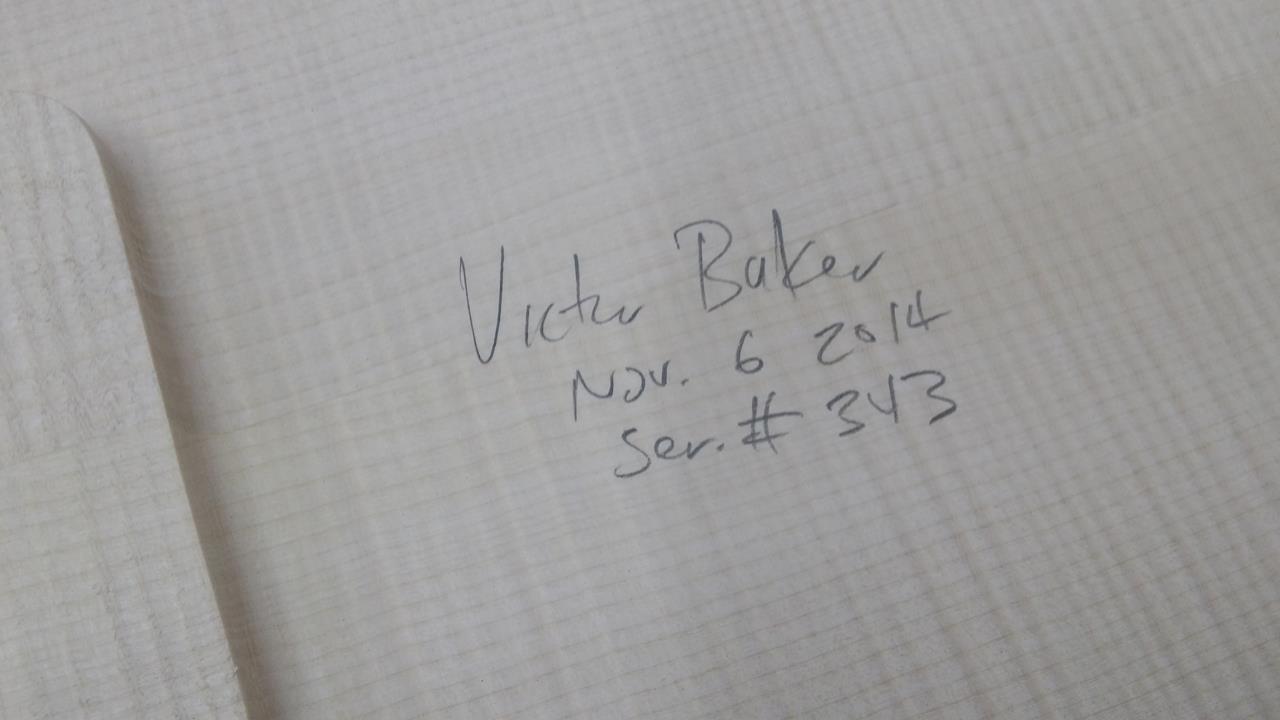 Victor Baker
Nov. 6 2014
Ser. # 343